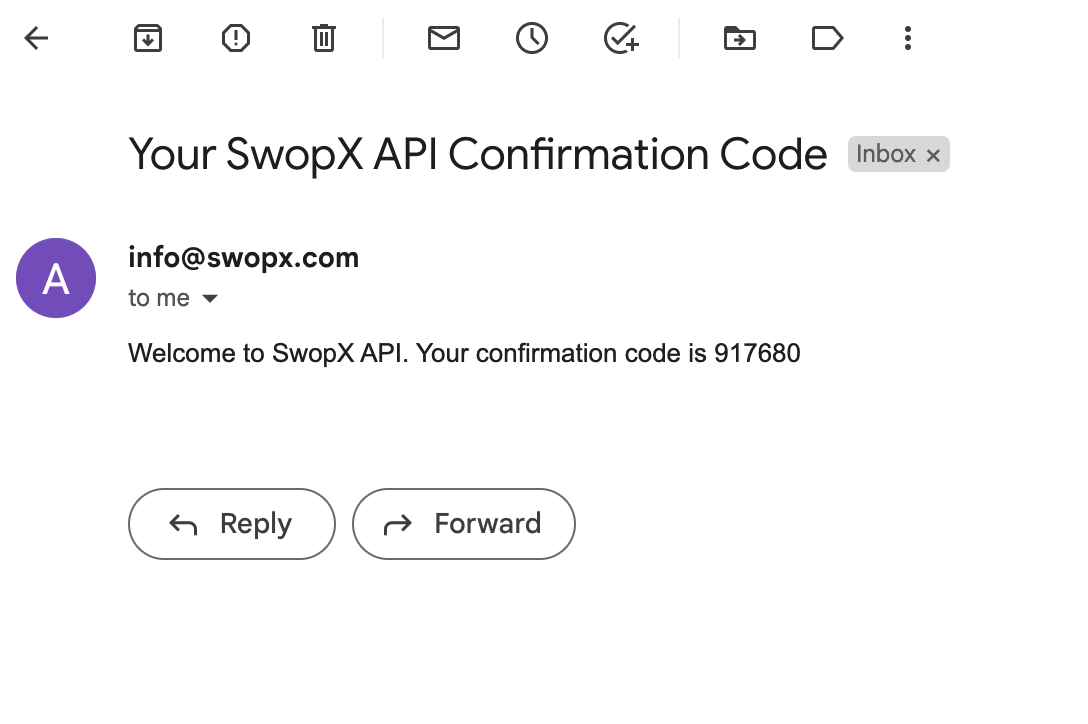 Your SwopX API Confirmation Code Inbox ×
A
info@swopx.com
to me
Welcome to SwopX API. Your confirmation code is 917680
Reply Forward